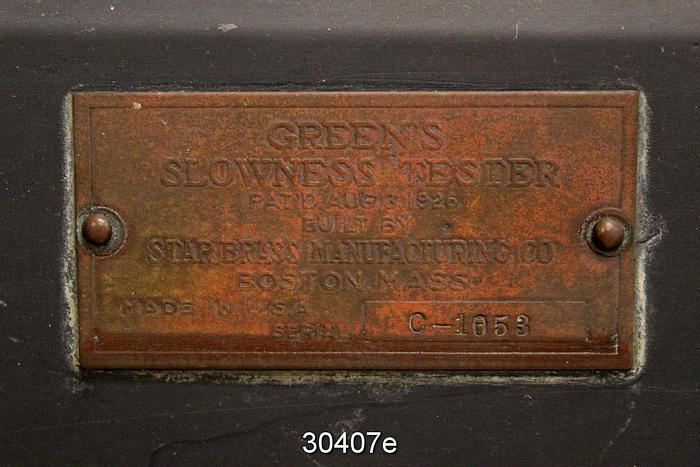 GREEN'S
SLOWNESS TESTER
PAT'D. AUG. 3, 1926
BUILT BY
STAR BRASS MANUFACTURING CO
BOSTON, MASS.
MADE IN U.S.A.
SERIAL C-1053
30407e